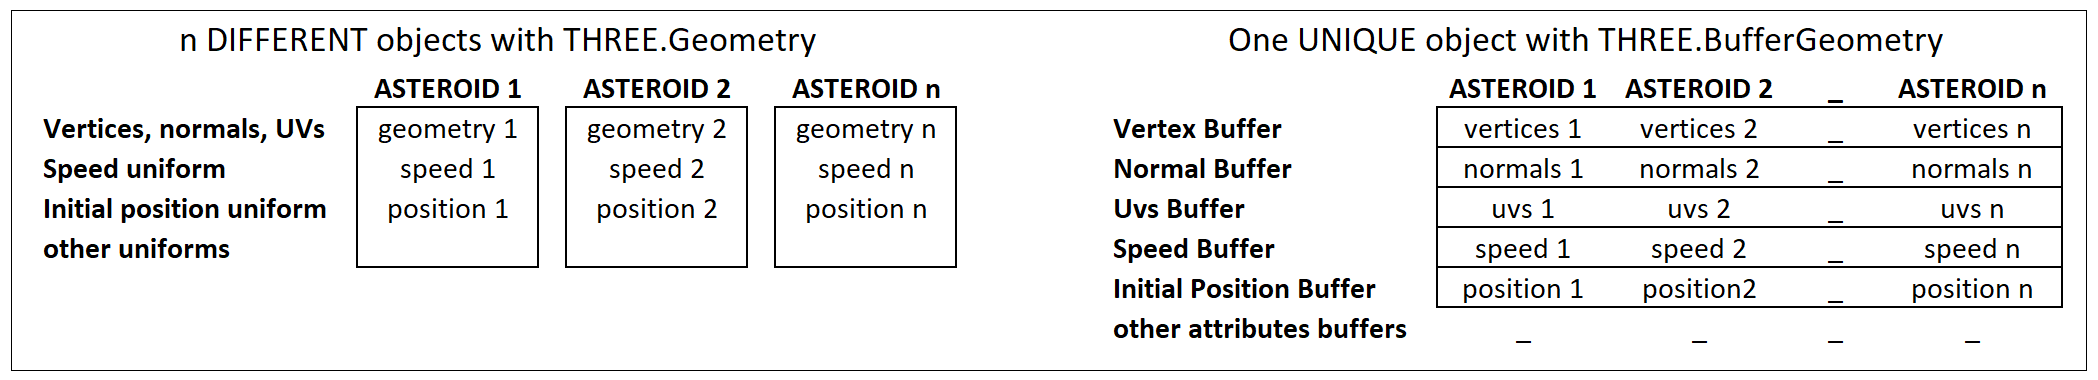 n DIFFERENT objects with THREE.Geometry
ASTEROID 1 ASTEROID 2 ASTEROID n
Vertices, normals, UVs geometry 1 geometry 2 geometry n
Speed uniform speed 1 speed 2 speed n
Initial position uniform position 1 position 2 position n
other uniforms
One UNIQUE object with THREE.BufferGeometry
ASTEROID 1 ASTEROID 2 _ ASTEROID n
Vertex Buffer vertices 1 vertices 2 _ vertices n
Normal Buffer normals 1 normals 2 _ normals n
Uvs Buffer uvs 1 uvs 2 _ uvs n
Speed Buffer speed 1 speed 2 _ speed n
Initial Position Buffer position 1 position2 _ position n
other attributes buffers _ _ _ _